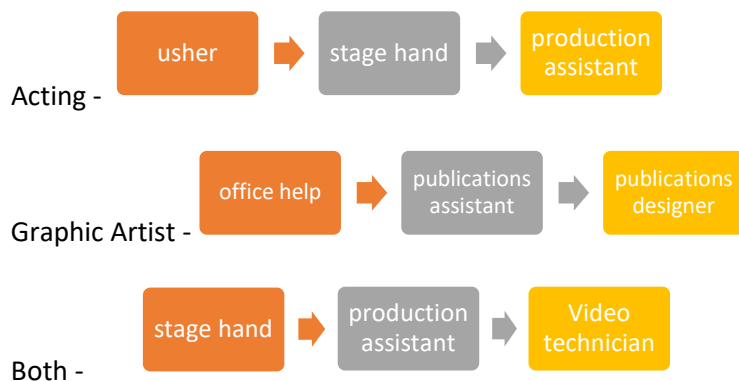 Acting - usher stage hand production
assistant
Graphic Artist - office help publications
assistant publications
designer
Both - stage hand production
assistant Video
technician